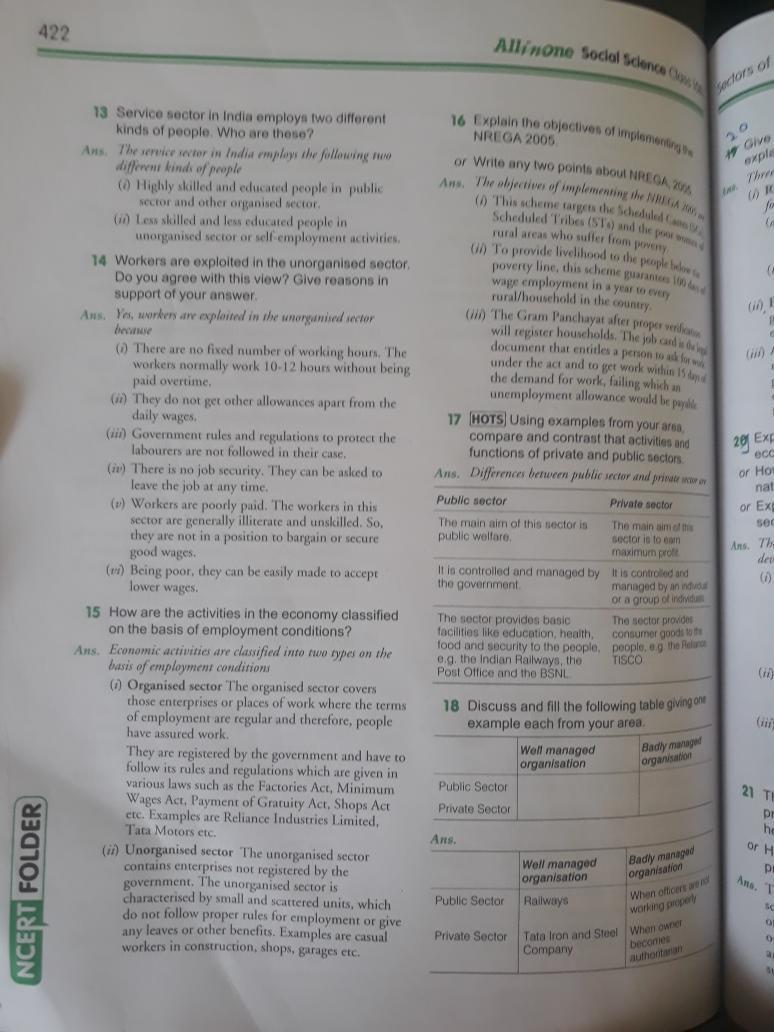 422
Allinone Social Science Class 10th
13 Service sector in India employs two different
kinds of people. Who are these?
Ans. The service sector in India employs the following two
different kinds of people
(i) Highly skilled and educated people in public
sector and other organised sector.
(ii) Less skilled and less educated people in
unorganised sector or self-employment activities.
14 Workers are exploited in the unorganised sector.
Do you agree with this view? Give reasons in
support of your answer.
Ans. Yes, workers are exploited in the unorganised sector
because
(i) There are no fixed number of working hours. The
workers normally work 10-12 hours without being
paid overtime.
(ii) They do not get other allowances apart from the
daily wages.
(iii) Government rules and regulations to protect the
labourers are not followed in their case.
(iv) There is no job security. They can be asked to
leave the job at any time.
(v) Workers are poorly paid. The workers in this
sector are generally illiterate and unskilled. So,
they are not in a position to bargain or secure
good wages.
(vi) Being poor, they can be easily made to accept
lower wages.
15 How are the activities in the economy classified
on the basis of employment conditions?
Ans. Economic activities are classified into two types on the
basis of employment conditions
(i) Organised sector The organised sector covers
those enterprises or places of work where the terms
of employment are regular and therefore, people
have assured work.
They are registered by the government and have to
follow its rules and regulations which are given in
various laws such as the Factories Act, Minimum
Wages Act, Payment of Gratuity Act, Shops Act
etc. Examples are Reliance Industries Limited,
Tata Motors etc.
(ii) Unorganised sector The unorganised sector
contains enterprises not registered by the
government. The unorganised sector is
characterised by small and scattered units, which
do not follow proper rules for employment or give
any leaves or other benefits. Examples are casual
workers in construction, shops, garages etc.
NCERT FOLDER
16 Explain the objectives of implementing the
NREGA 2005.
or Write any two points about NREGA, 2005
Ans. The objectives of implementing the NREGA 2005
(i) This scheme targets the Scheduled Castes (SCs),
Scheduled Tribes (STs) and the poor women of
rural areas who suffer from poverty.
(ii) To provide livelihood to the people below the
poverty line, this scheme guarantees 100 days of
wage employment in a year to every
rural/household in the country.
(iii) The Gram Panchayat after proper verification
will register households. The job card is the legal
document that entitles a person to ask for work
under the act and to get work within 15 days of
the demand for work, failing which an
unemployment allowance would be payable.
17 HOTS Using examples from your area,
compare and contrast that activities and
functions of private and public sectors.
Ans. Differences between public sector and private sector are
Public sector Private sector
The main aim of this sector is The main aim of this
public welfare. sector is to earn
maximum profit.
It is controlled and managed by It is controlled and
the government. managed by an individual
or a group of individuals
The sector provides basic The sector provides
facilities like education, health, consumer goods to the
food and security to the people, people, e.g. the Reliance
e.g. the Indian Railways, the TISCO.
Post Office and the BSNL.
18 Discuss and fill the following table giving one
example each from your area.
Well managed Badly managed
organisation organisation
Public Sector
Private Sector
Ans.
Well managed Badly managed
organisation organisation
Public Sector Railways When officers are not
working properly
Private Sector Tata Iron and Steel When owner
Company becomes
authoritarian
Sectors of
20
19 Give
expla
Ans. Three
(i)
(ii)
(iii)
20 Exp
eco
or How
nat
or Exp
sec
Ans. Th
dev
(i)
(ii)
(iii)
21 Th
pr
he
or H
Ans. T